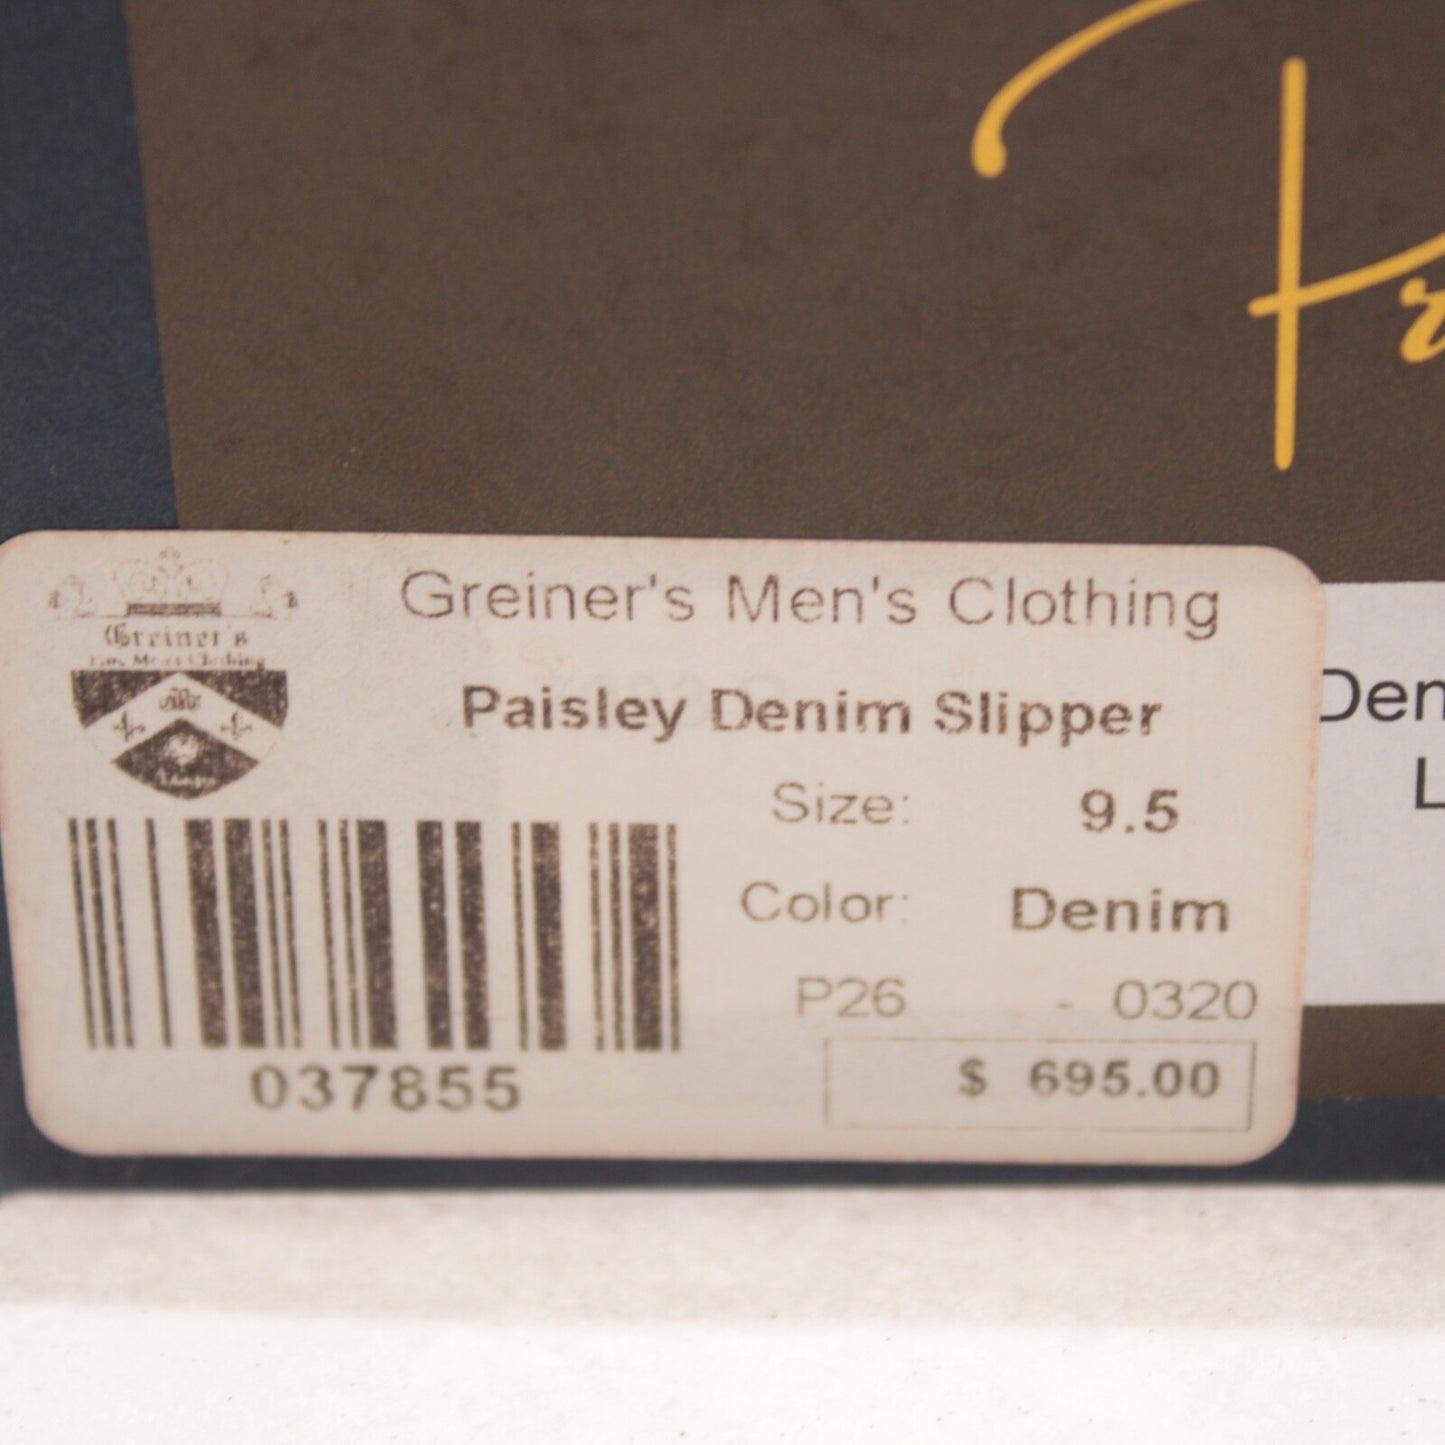 Greiner's
Greiner's Men's Clothing
Paisley Denim Slipper
Size: 9.5
Color: Denim
P26 - 0320
$ 695.00
037855